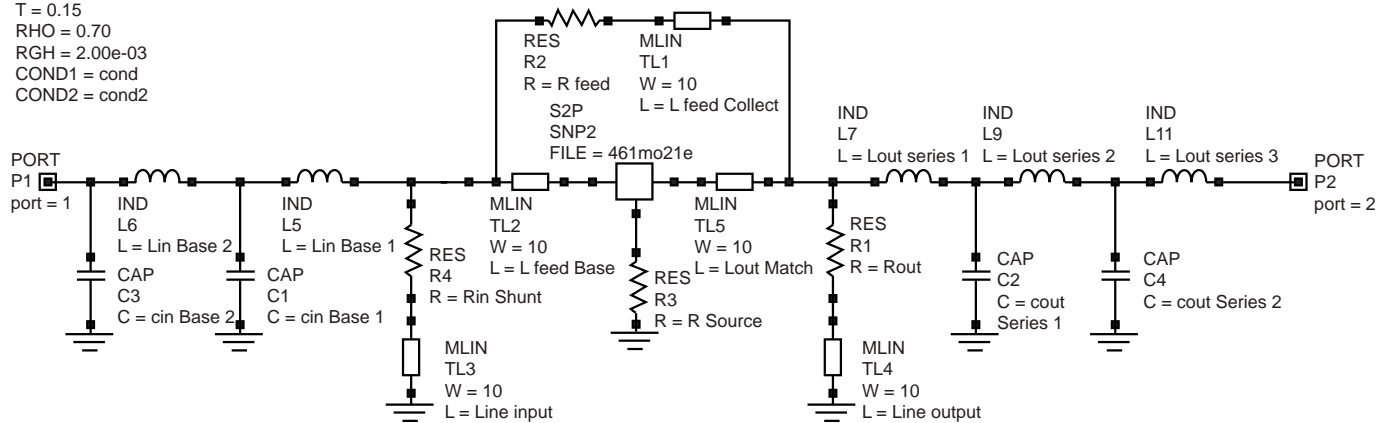 T = 0.15
RHO = 0.70
RGH = 2.00e-03
COND1 = cond
COND2 = cond2
RES
R2
R = R feed
MLIN
TL1
W = 10
L = L feed Collect
S2P
SNP2
FILE = 461mo21e
IND
L7
L = Lout series 1
IND
L9
L = Lout series 2
IND
L11
L = Lout series 3
PORT
P1
port = 1
PORT
P2
port = 2
IND
L6
L = Lin Base 2
IND
L5
L = Lin Base 1
MLIN
TL2
W = 10
L = L feed Base
MLIN
TL5
W = 10
L = Lout Match
RES
R1
R = Rout
CAP
C3
C = cin Base 2
CAP
C1
C = cin Base 1
RES
R4
R = Rin Shunt
RES
R3
R = R Source
CAP
C2
C = cout
Series 1
CAP
C4
C = cout Series 2
MLIN
TL3
W = 10
L = Line input
MLIN
TL4
W = 10
L = Line output